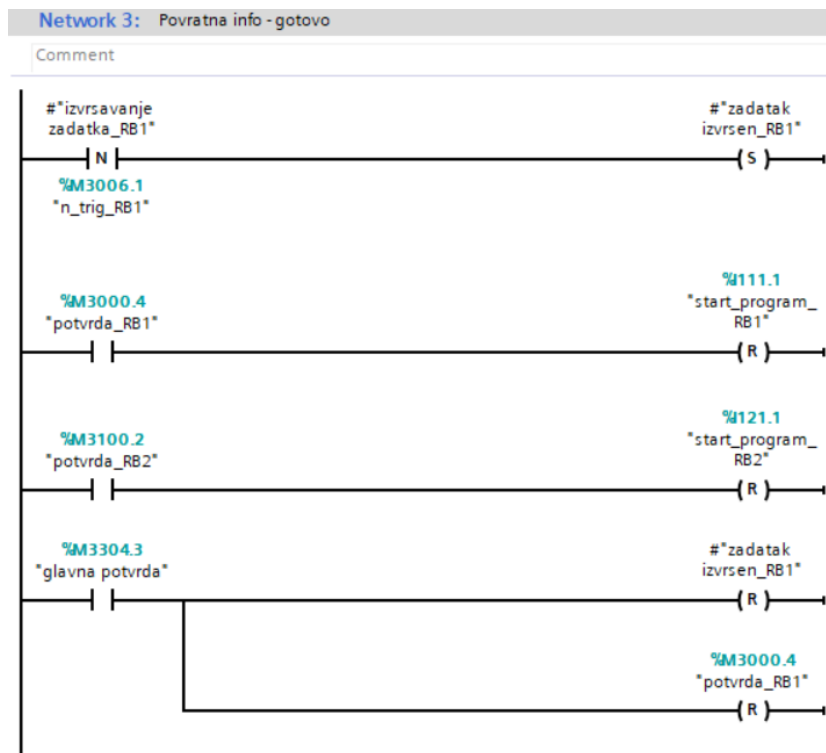 Network 3: Povratna info - gotovo
Comment
#"izvrsavanje
zadatka_RB1"
N
%M3006.1
"n_trig_RB1"
#"zadatak
izvrsen_RB1"
S
%M3000.4
"potvrda_RB1"
%I111.1
"start_program_
RB1"
R
%M3100.2
"potvrda_RB2"
%I121.1
"start_program_
RB2"
R
%M3304.3
"glavna potvrda"
#"zadatak
izvrsen_RB1"
R
%M3000.4
"potvrda_RB1"
R